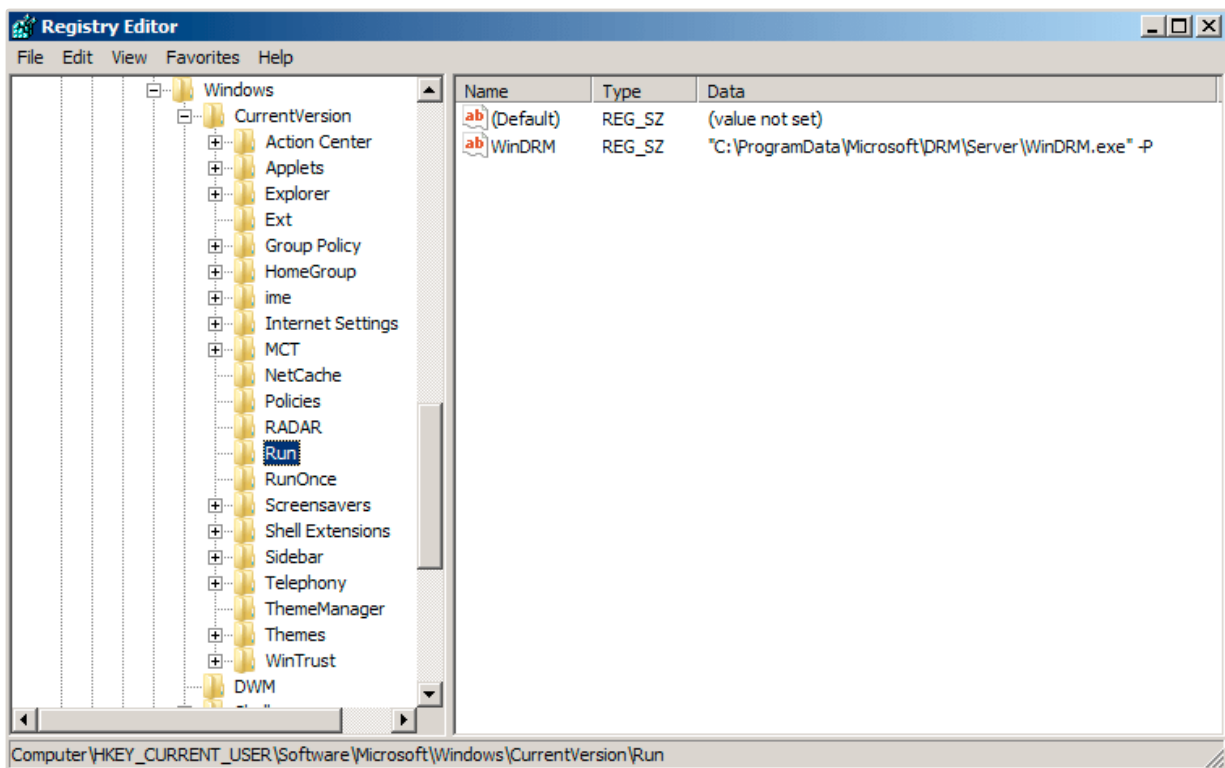 Registry Editor
File Edit View Favorites Help
Windows
CurrentVersion
Action Center
Applets
Explorer
Ext
Group Policy
HomeGroup
ime
Internet Settings
MCT
NetCache
Policies
RADAR
Run
RunOnce
Screensavers
Shell Extensions
Sidebar
Telephony
ThemeManager
Themes
WinTrust
DWM
Name Type Data
ab (Default) REG_SZ (value not set)
ab WinDRM REG_SZ "C:\ProgramData\Microsoft\DRM\Server\WinDRM.exe" -P
Computer\HKEY_CURRENT_USER\Software\Microsoft\Windows\CurrentVersion\Run